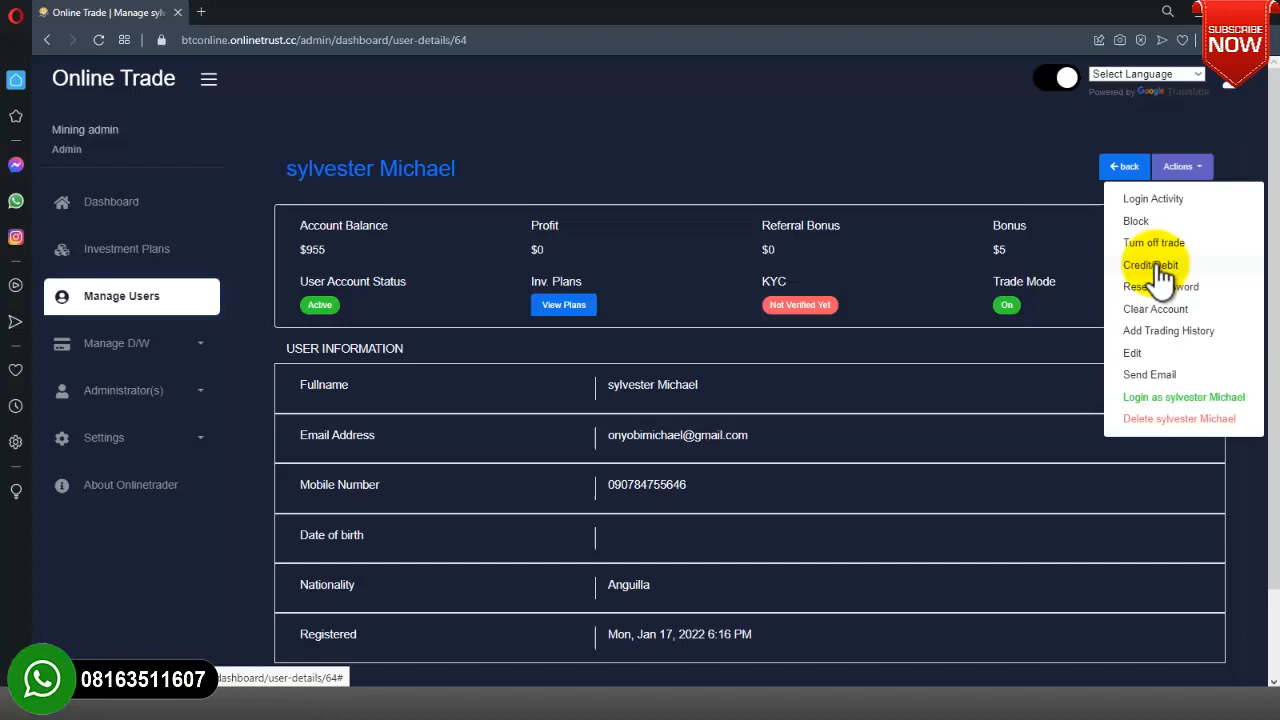 Online Trade | Manage sylv
SUBSCRIBE
NOW
btconline.onlinetrust.cc/admin/dashboard/user-details/64
Online Trade
Select Language
Powered by Google Translate
Mining admin
Admin
Dashboard
Investment Plans
Manage Users
Manage D/W
Administrator(s)
Settings
About Onlinetrader
sylvester Michael
back
Actions
Login Activity
Block
Turn off trade
Credit/Debit
Clear Account
Add Trading History
Edit
Send Email
Login as sylvester Michael
Delete sylvester Michael
Account Balance
Profit
Referral Bonus
Bonus
$955
$0
$0
$5
User Account Status
Inv. Plans
KYC
Trade Mode
Active
View Plans
Not Verified Yet
On
USER INFORMATION
Fullname
sylvester Michael
Email Address
onyobimichael@gmail.com
Mobile Number
090784755646
Date of birth
Nationality
Anguilla
Registered
Mon, Jan 17, 2022 6:16 PM
08163511607
dashboard/user-details/64#